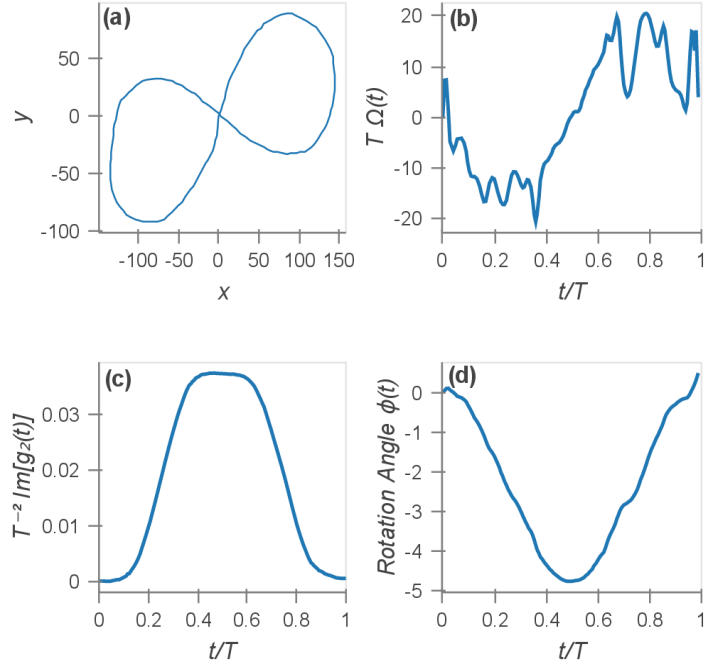 (a)
y
50
0
-50
-100
-100 -50 0 50 100 150
x
(b)
T Ω(t)
20
10
0
-10
-20
0 0.2 0.4 0.6 0.8 1
t/T
(c)
T⁻² Im[g₂(t)]
0.03
0.02
0.01
0
0 0.2 0.4 0.6 0.8 1
t/T
(d)
Rotation Angle ϕ(t)
0
-1
-2
-3
-4
-5
0 0.2 0.4 0.6 0.8 1
t/T